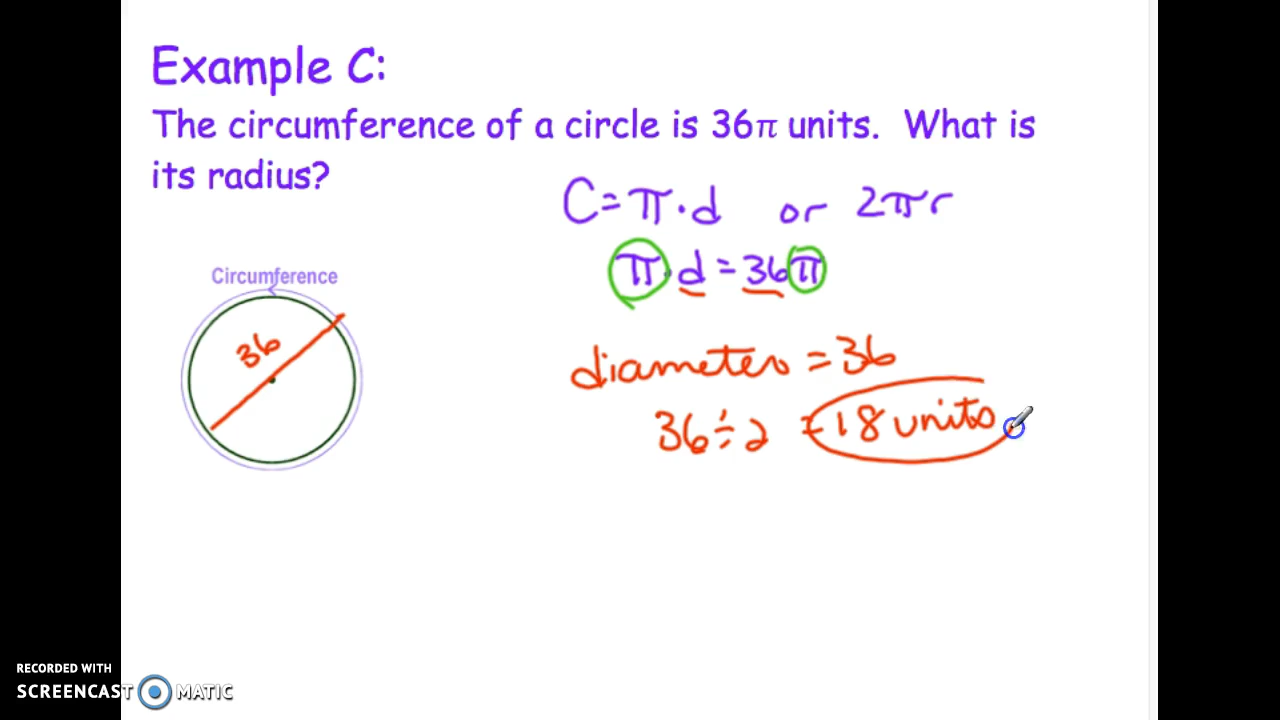 Example C:
The circumference of a circle is 36π units. What is
its radius?
C = π · d or 2πr
π · d = 36π
Circumference
36
diameter = 36
36 ÷ 2 = 18 units
RECORDED WITH
SCREENCAST MATIC